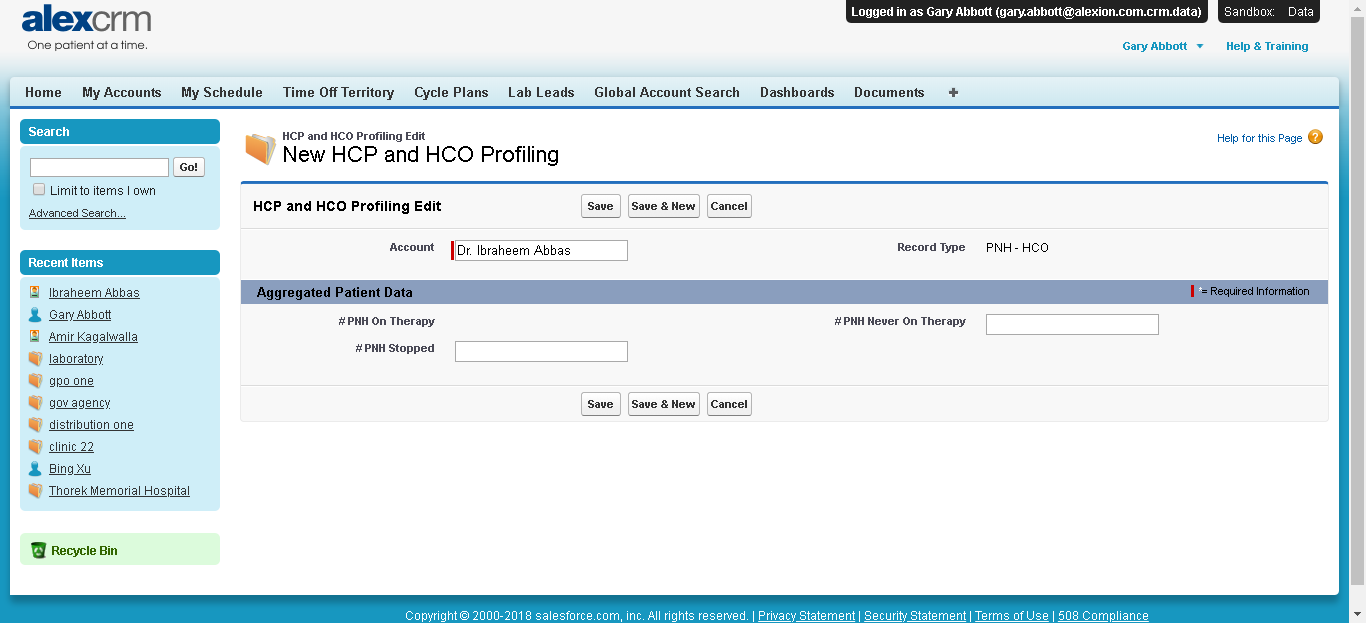 alexcrm
One patient at a time.
Logged in as Gary Abbott (gary.abbott@alexion.com.crm.data)
Sandbox: Data
Gary Abbott
Help & Training
Home My Accounts My Schedule Time Off Territory Cycle Plans Lab Leads Global Account Search Dashboards Documents +
Search
Go!
Limit to items I own
Advanced Search...
Recent Items
Ibraheem Abbas
Gary Abbott
Amir Kagalwalla
laboratory
gpo one
gov agency
distribution one
clinic 22
Bing Xu
Thorek Memorial Hospital
Recycle Bin
HCP and HCO Profiling Edit
New HCP and HCO Profiling
Help for this Page ?
HCP and HCO Profiling Edit Save Save & New Cancel
Account Dr. Ibraheem Abbas Record Type PNH - HCO
Aggregated Patient Data = Required Information
# PNH On Therapy # PNH Never On Therapy
# PNH Stopped
Save Save & New Cancel
Copyright © 2000-2018 salesforce.com, inc. All rights reserved. | Privacy Statement | Security Statement | Terms of Use | 508 Compliance